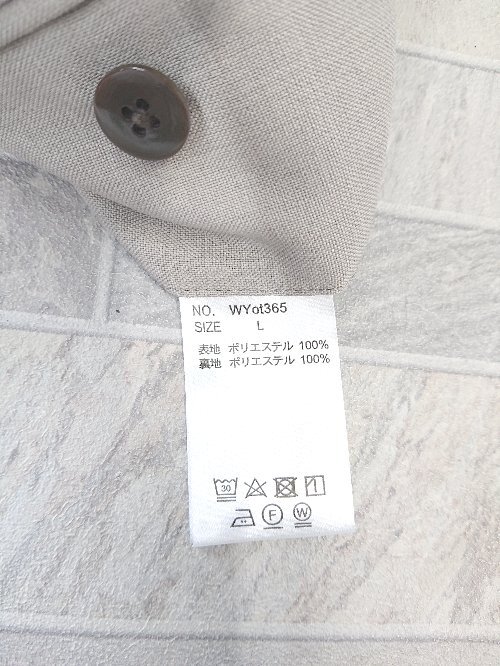 NO. WYot365
SIZE L
表地 ポリエステル 100%
裏地 ポリエステル 100%
30
F W